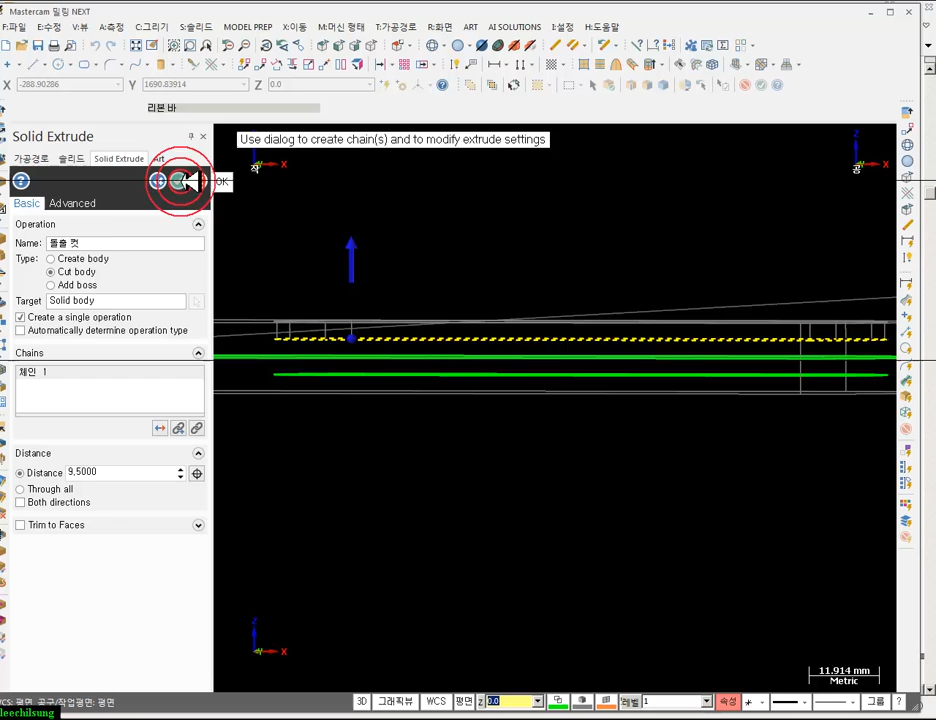 Mastercam 밀링 NEXT
F:파일 E:수정 V:뷰 A:측정 C:그리기 S:솔리드 MODEL PREP X:이동 M:머신 형태 T:가공경로 R:화면 ART AI SOLUTIONS I:설정 H:도움말
X -288.90286 Y 1690.83914 Z 0.0
리본 바
Solid Extrude
Use dialog to create chain(s) and to modify extrude settings
가공경로 솔리드 Solid Extrude Art
OK
Basic Advanced
Operation
Name: 돌출 컷
Type: Create body
Cut body
Add boss
Target Solid body
Create a single operation
Automatically determine operation type
Chains
체인 1
Distance
Distance 9.5000
Through all
Both directions
Trim to Faces
작 X
Z
공 X
Z
X
11.914 mm
Metric
WCS: 평면 공구/작업평면: 평면
3D 그래픽뷰 WCS 평면 Z 0.0 레벨 1 속성 * 그룹 ?
leechilsung